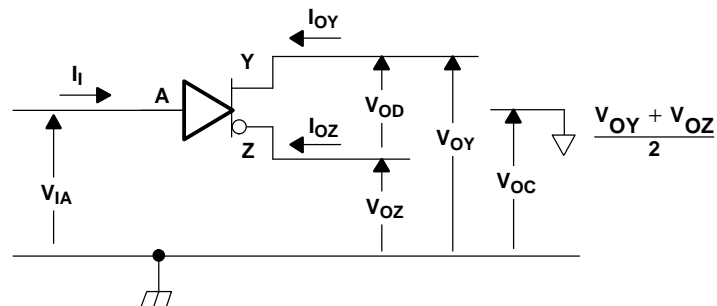 I_OY
Y
I_I
A
V_OD
I_OZ
V_OY
Z
V_OY + V_OZ
2
V_OC
V_IA
V_OZ